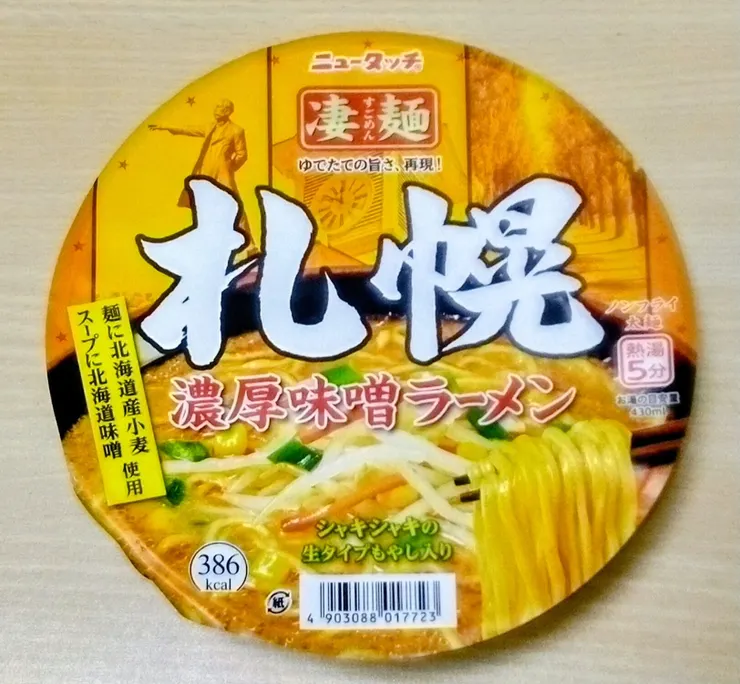 ニュータッチ®
凄麺
すごめん
ゆでたての旨さ、再現！
札幌
濃厚味噌ラーメン
ノンフライ
太麺
熱湯
5分
お湯の目安量
430ml
麺に北海道産小麦
スープに北海道味噌 使用
シャキシャキの
生タイプもやし入り
386
kcal
紙
4 903088 017723